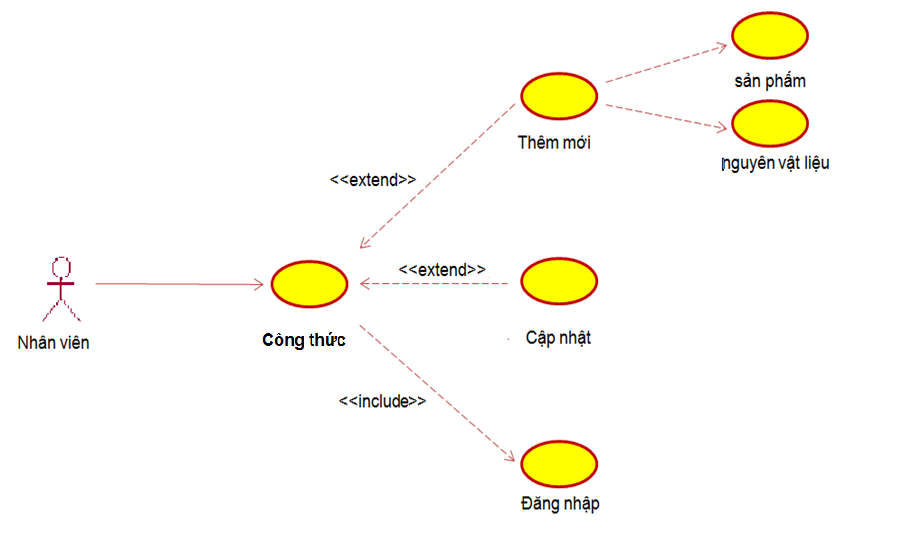 sản phẩm
Thêm mới
nguyên vật liệu
<<extend>>
<<extend>>
Nhân viên
Công thức
Cập nhật
<<include>>
Đăng nhập